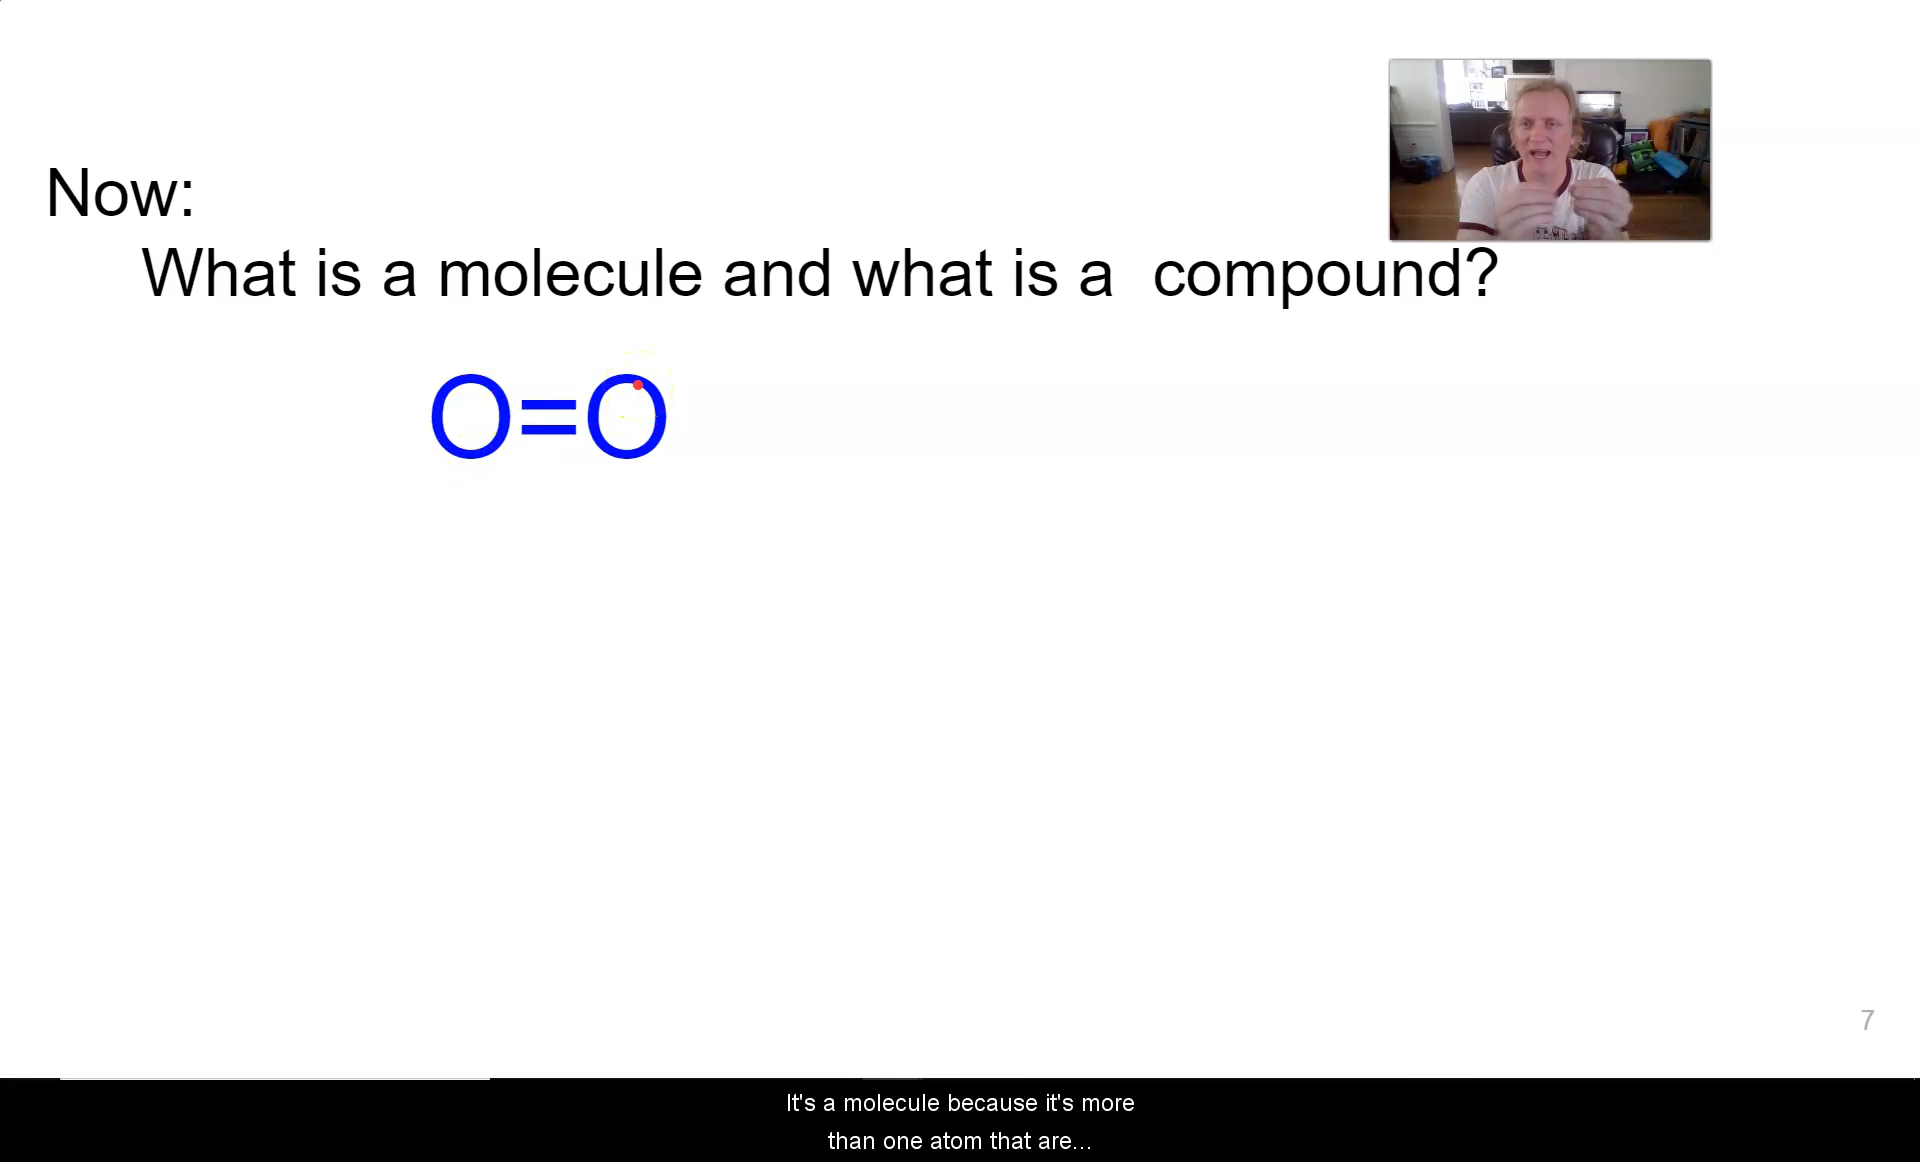 Now:
What is a molecule and what is a compound?
O=O
7
It's a molecule because it's more
than one atom that are...